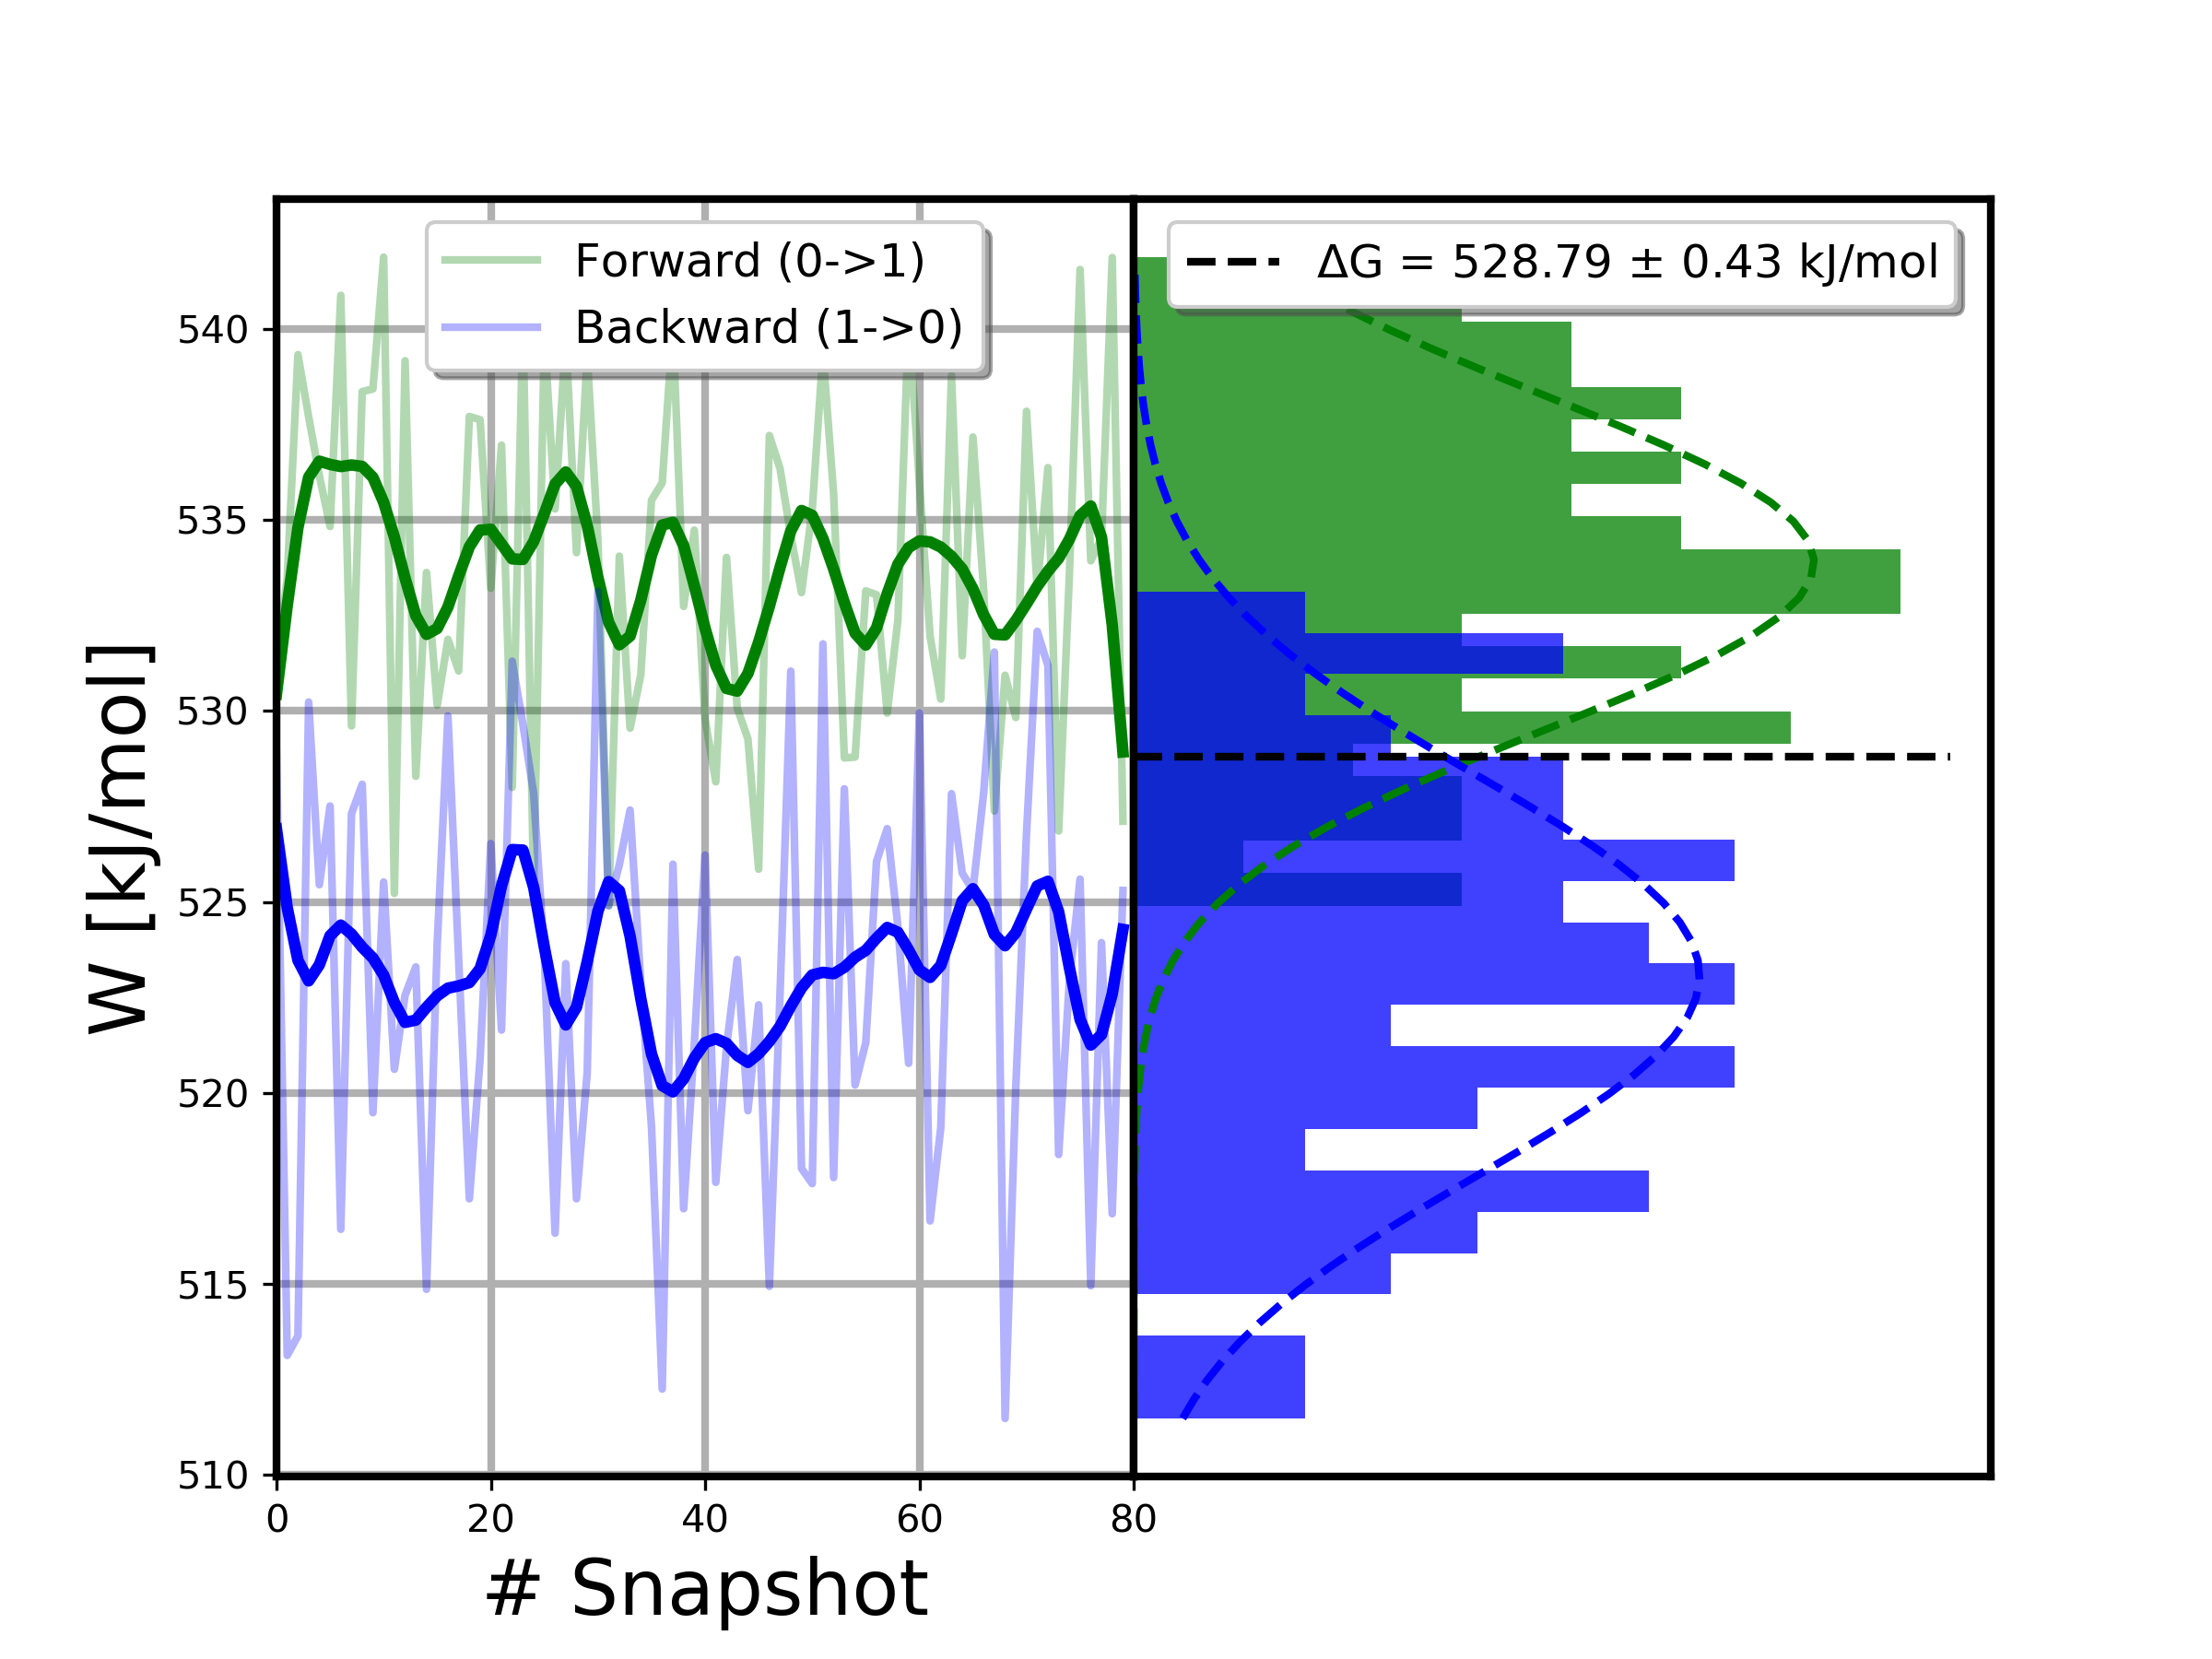 Forward (0->1)
Backward (1->0)
ΔG = 528.79 ± 0.43 kJ/mol
W [kJ/mol]
540
535
530
525
520
515
510
0 20 40 60 80
# Snapshot